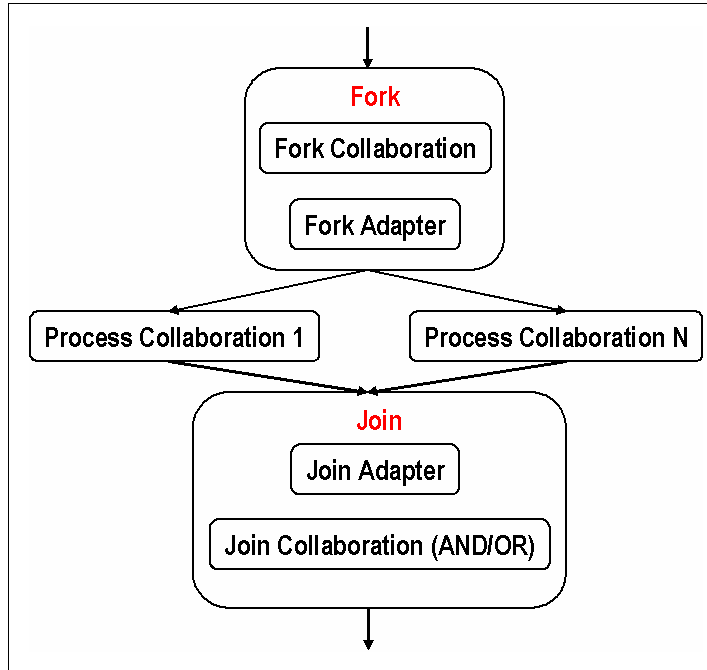 Fork
Fork Collaboration
Fork Adapter
Process Collaboration 1
Process Collaboration N
Join
Join Adapter
Join Collaboration (AND/OR)